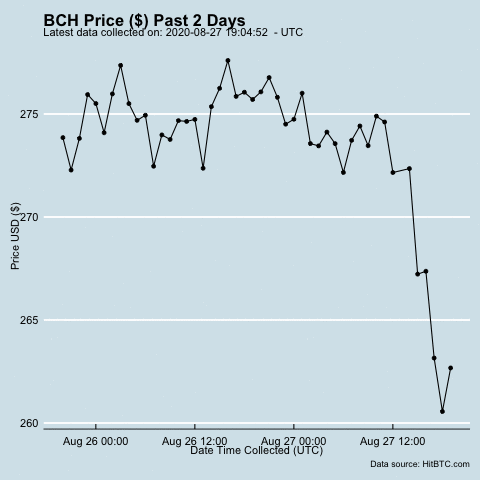 BCH Price ($) Past 2 Days
Latest data collected on: 2020-08-27 19:04:52 - UTC
275
270
265
260
Price USD ($)
Aug 26 00:00 Aug 26 12:00 Aug 27 00:00 Aug 27 12:00
Date Time Collected (UTC)
Data source: HitBTC.com